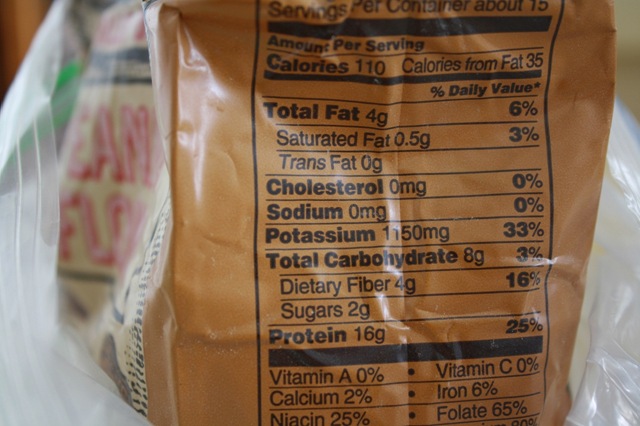 Servings Per Container about 15
Amount Per Serving
Calories 110 Calories from Fat 35
% Daily Value*
Total Fat 4g 6%
Saturated Fat 0.5g 3%
Trans Fat 0g
Cholesterol 0mg 0%
Sodium 0mg 0%
Potassium 1150mg 33%
Total Carbohydrate 8g 3%
Dietary Fiber 4g 16%
Sugars 2g
Protein 16g 25%
Vitamin A 0% • Vitamin C 0%
Calcium 2% • Iron 6%
Niacin 25% • Folate 65%